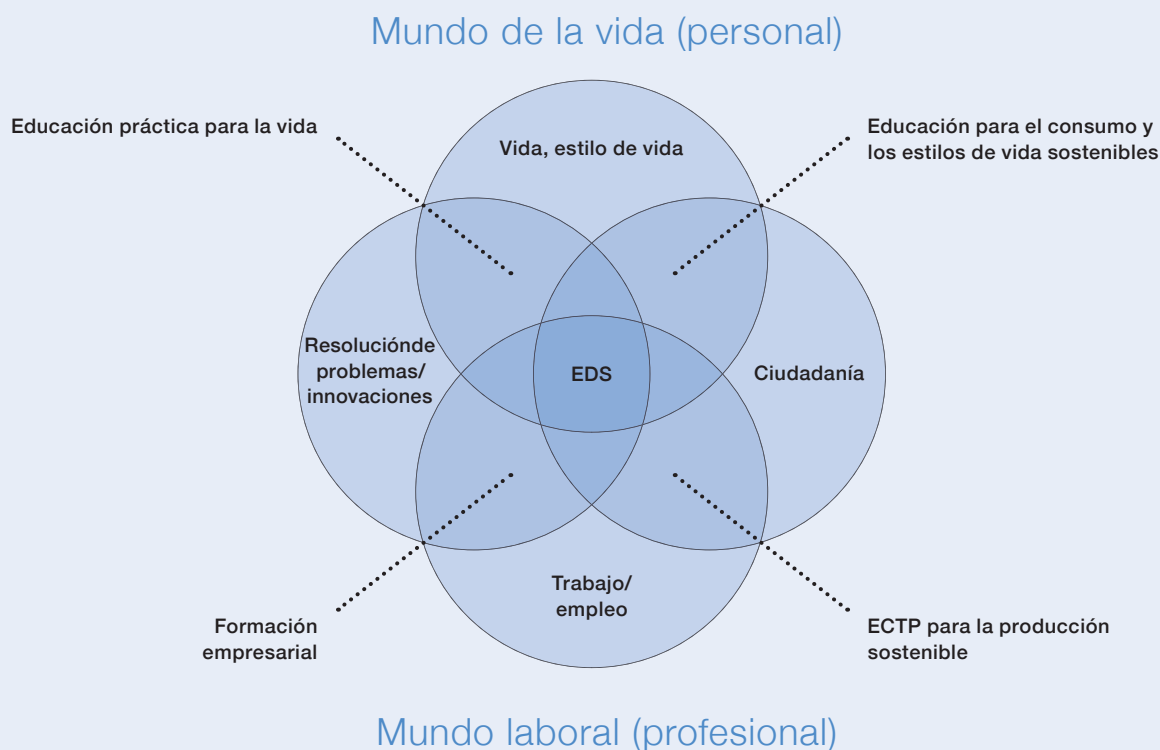 Mundo de la vida (personal)
Educación práctica para la vida
Educación para el consumo y
los estilos de vida sostenibles
Vida, estilo de vida
Resoluciónde
problemas/
innovaciones
EDS
Ciudadanía
Trabajo/
empleo
Formación
empresarial
ECTP para la producción
sostenible
Mundo laboral (profesional)